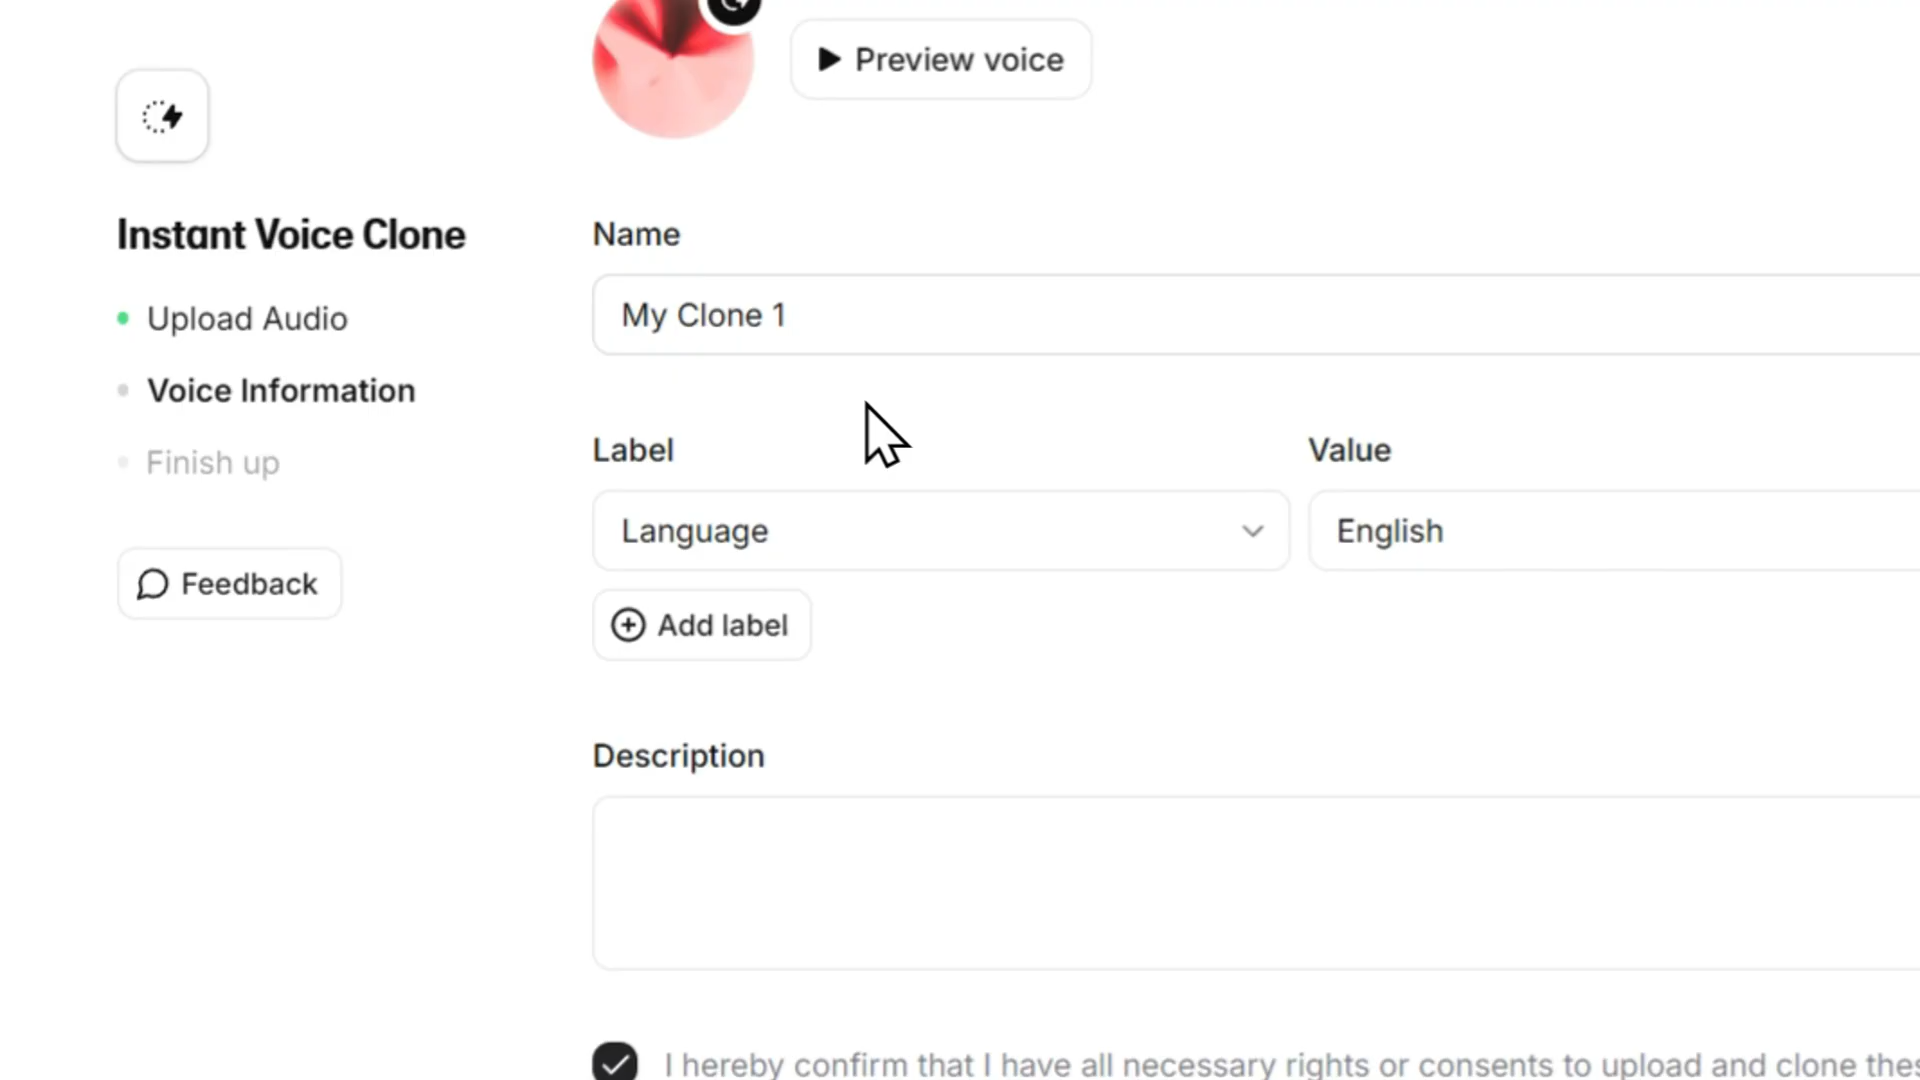 Preview voice
Instant Voice Clone
Upload Audio
Voice Information
Finish up
Feedback
Name
My Clone 1
Label
Value
Language
English
Add label
Description
I hereby confirm that I have all necessary rights or consents to upload and clone